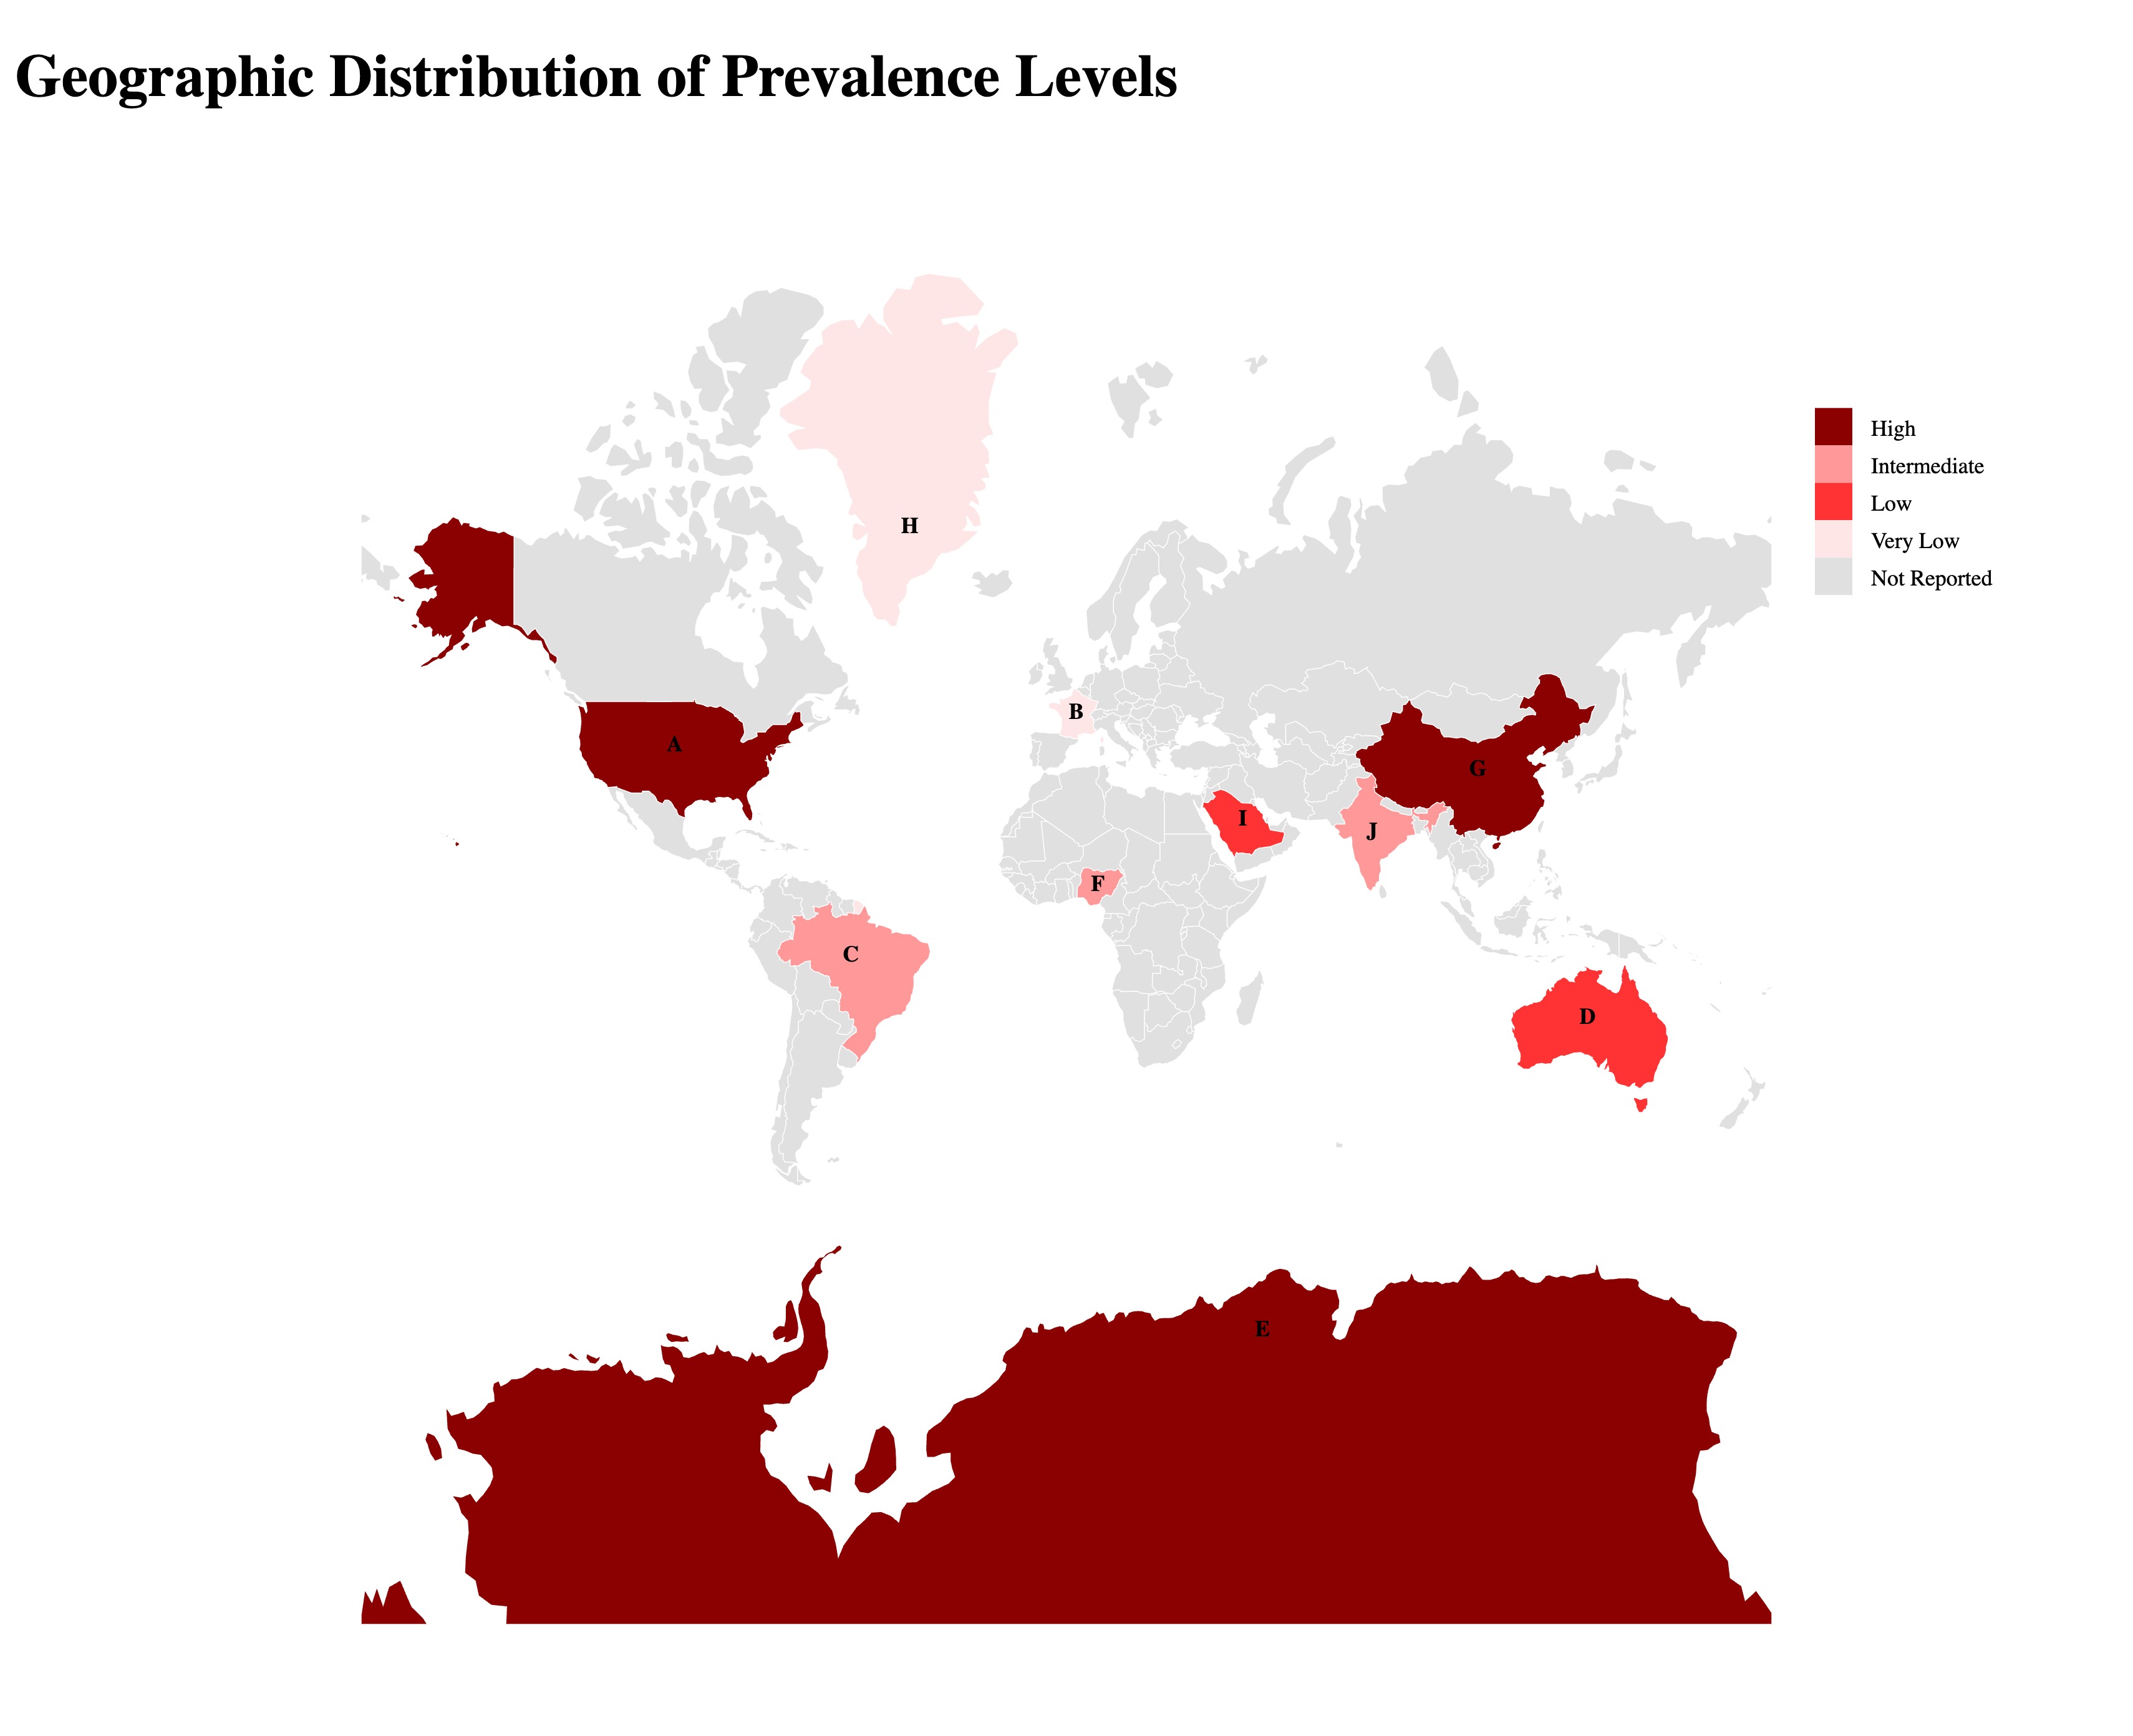 Geographic Distribution of Prevalence Levels
High
Intermediate
Low
Very Low
Not Reported
H
B
A
G
I
J
F
C
D
E